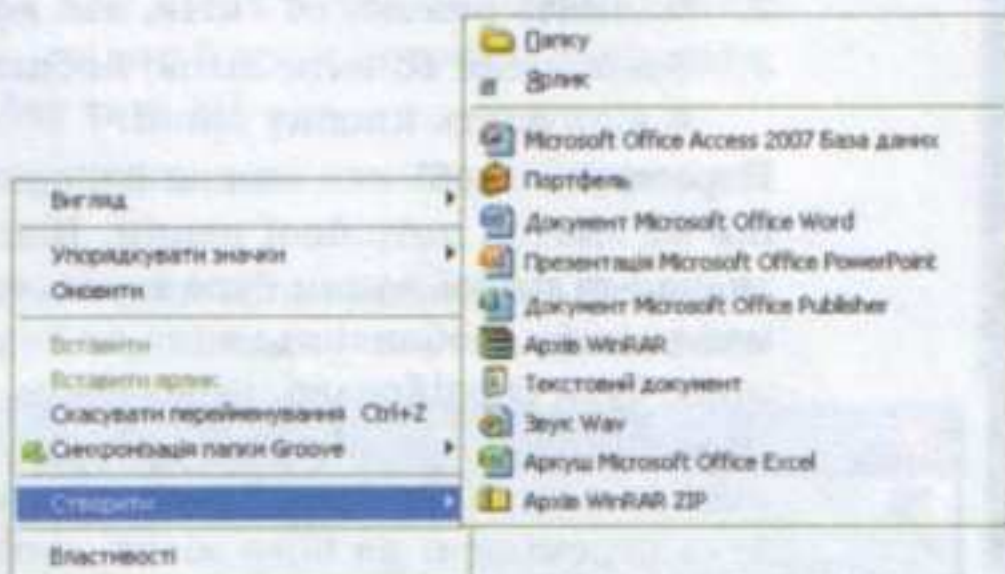 Папку
Ярлик
Microsoft Office Access 2007 База даних
Портфель
Документ Microsoft Office Word
Презентація Microsoft Office PowerPoint
Документ Microsoft Office Publisher
Архів WinRAR
Текстовий документ
Звук Wav
Аркуш Microsoft Office Excel
Архів WinRAR ZIP
Вигляд
Упорядкувати значки
Оновити
Вставити
Вставити ярлик
Скасувати перейменування Ctrl+Z
Синхронізація папки Groove
Створити
Властивості